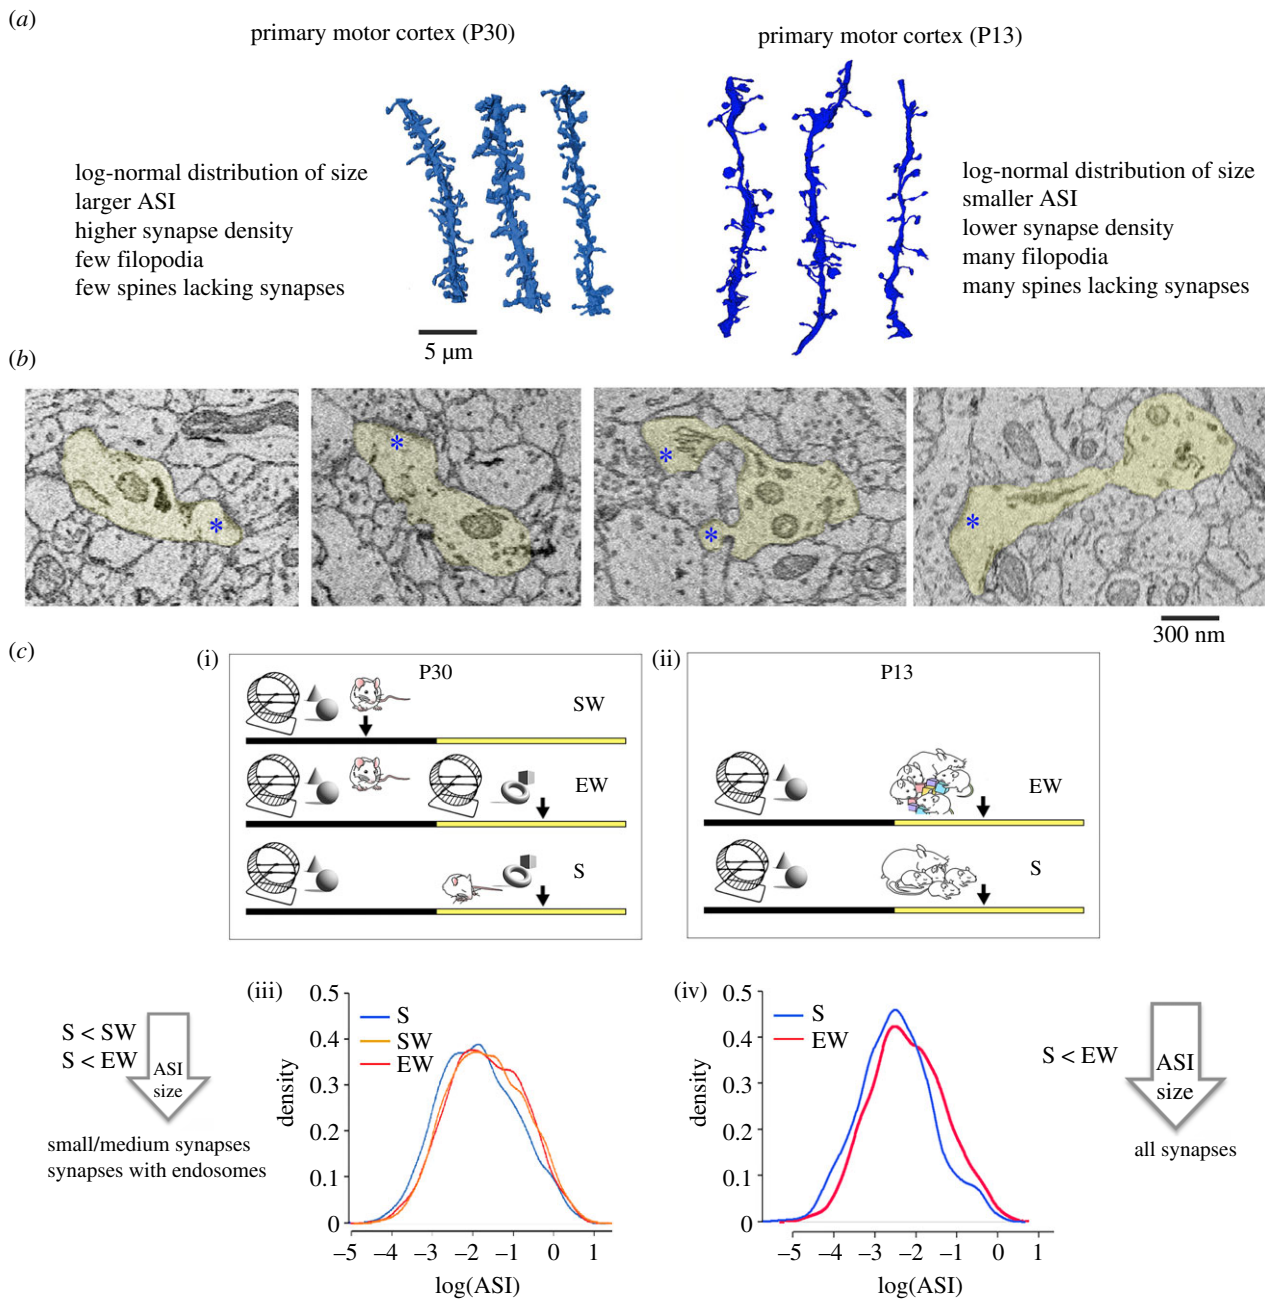 (a)
primary motor cortex (P30)
primary motor cortex (P13)
log-normal distribution of size
larger ASI
higher synapse density
few filopodia
few spines lacking synapses
log-normal distribution of size
smaller ASI
lower synapse density
many filopodia
many spines lacking synapses
5 µm
(b)
*
*
*
*
*
300 nm
(c)
(i)
P30
SW
EW
S
(ii)
P13
EW
S
S < SW
S < EW
ASI
size
small/medium synapses
synapses with endosomes
(iii)
0.5
0.4
0.3
0.2
0.1
0
density
S
SW
EW
–5 –4 –3 –2 –1 0 1
log(ASI)
(iv)
0.5
0.4
0.3
0.2
0.1
0
density
S
EW
–5 –4 –3 –2 –1 0 1
log(ASI)
S < EW
ASI
size
all synapses